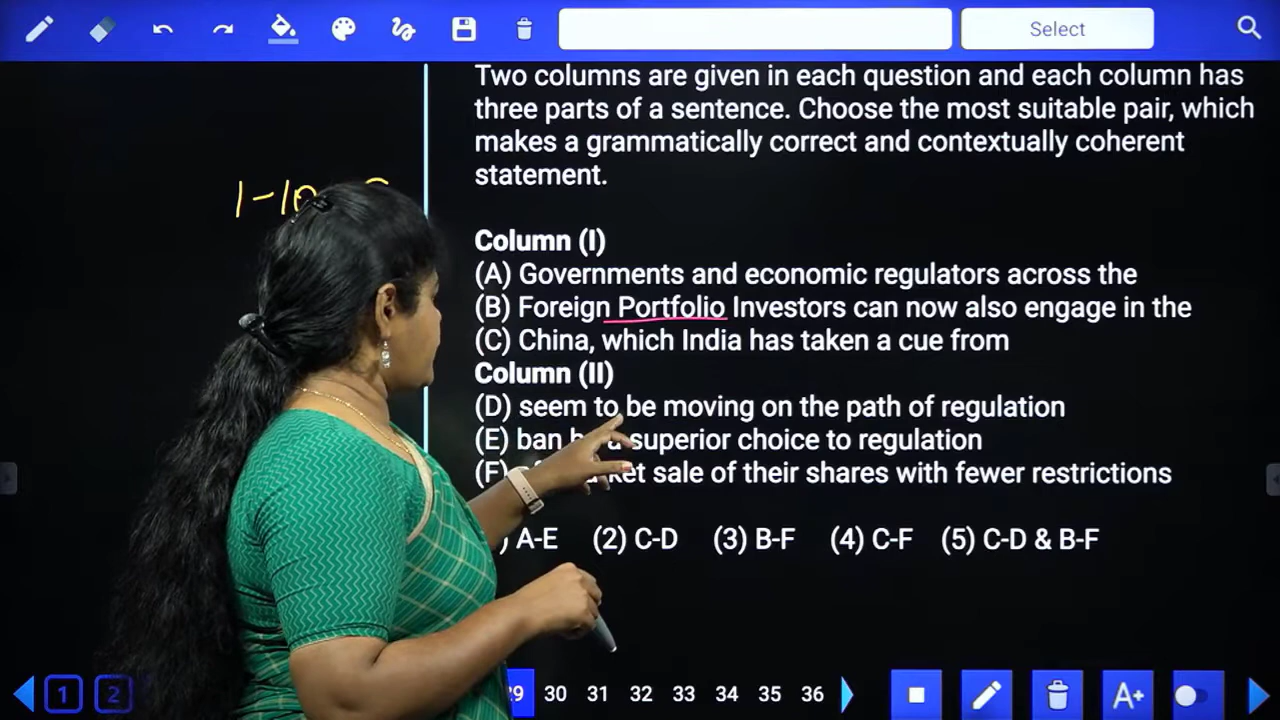 Select
Two columns are given in each question and each column has
three parts of a sentence. Choose the most suitable pair, which
makes a grammatically correct and contextually coherent
statement.
1-10
Column (I)
(A) Governments and economic regulators across the
(B) Foreign Portfolio Investors can now also engage in the
(C) China, which India has taken a cue from
Column (II)
(D) seem to be moving on the path of regulation
(E) ban superior choice to regulation
(F) sale of their shares with fewer restrictions
A-E (2) C-D (3) B-F (4) C-F (5) C-D & B-F
1 2 29 30 31 32 33 34 35 36 A+